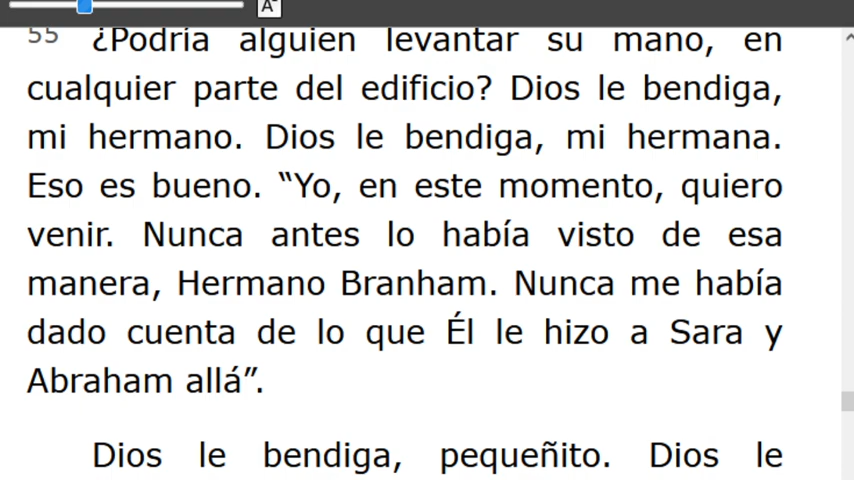 A
55 ¿Podría alguien levantar su mano, en
cualquier parte del edificio? Dios le bendiga,
mi hermano. Dios le bendiga, mi hermana.
Eso es bueno. “Yo, en este momento, quiero
venir. Nunca antes lo había visto de esa
manera, Hermano Branham. Nunca me había
dado cuenta de lo que Él le hizo a Sara y
Abraham allá”.
Dios le bendiga, pequeñito. Dios le